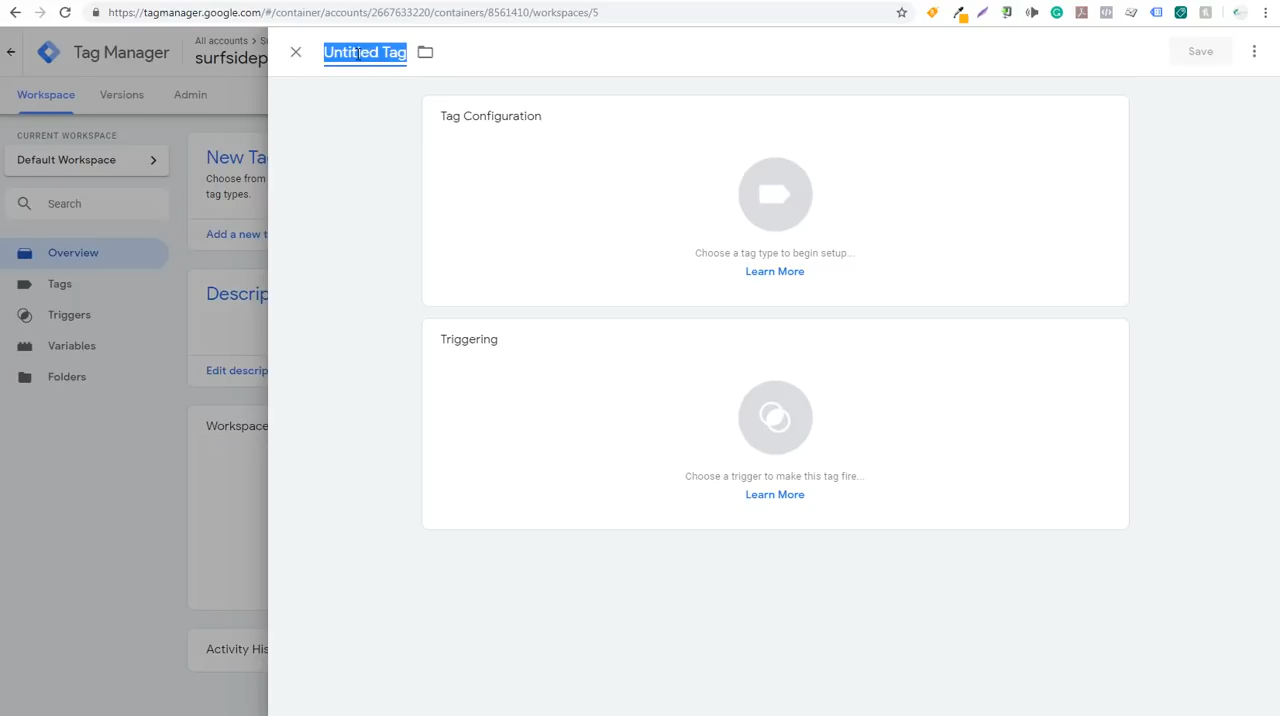 https://tagmanager.google.com/#/container/accounts/2667633220/containers/8561410/workspaces/5
Tag Manager
All accounts > Su
surfsidep
Untitled Tag
Save
Workspace
Versions
Admin
CURRENT WORKSPACE
Default Workspace
Search
Overview
Tags
Triggers
Variables
Folders
New Ta
Choose from
tag types.
Add a new t
Descrip
Edit descrip
Workspace
Activity His
Tag Configuration
Choose a tag type to begin setup...
Learn More
Triggering
Choose a trigger to make this tag fire...
Learn More